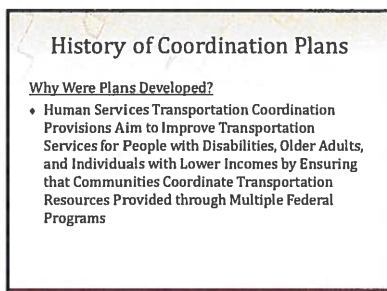 History of Coordination Plans
Why Were Plans Developed?
♦ Human Services Transportation Coordination
Provisions Aim to Improve Transportation
Services for People with Disabilities, Older Adults,
and Individuals with Lower Incomes by Ensuring
that Communities Coordinate Transportation
Resources Provided through Multiple Federal
Programs